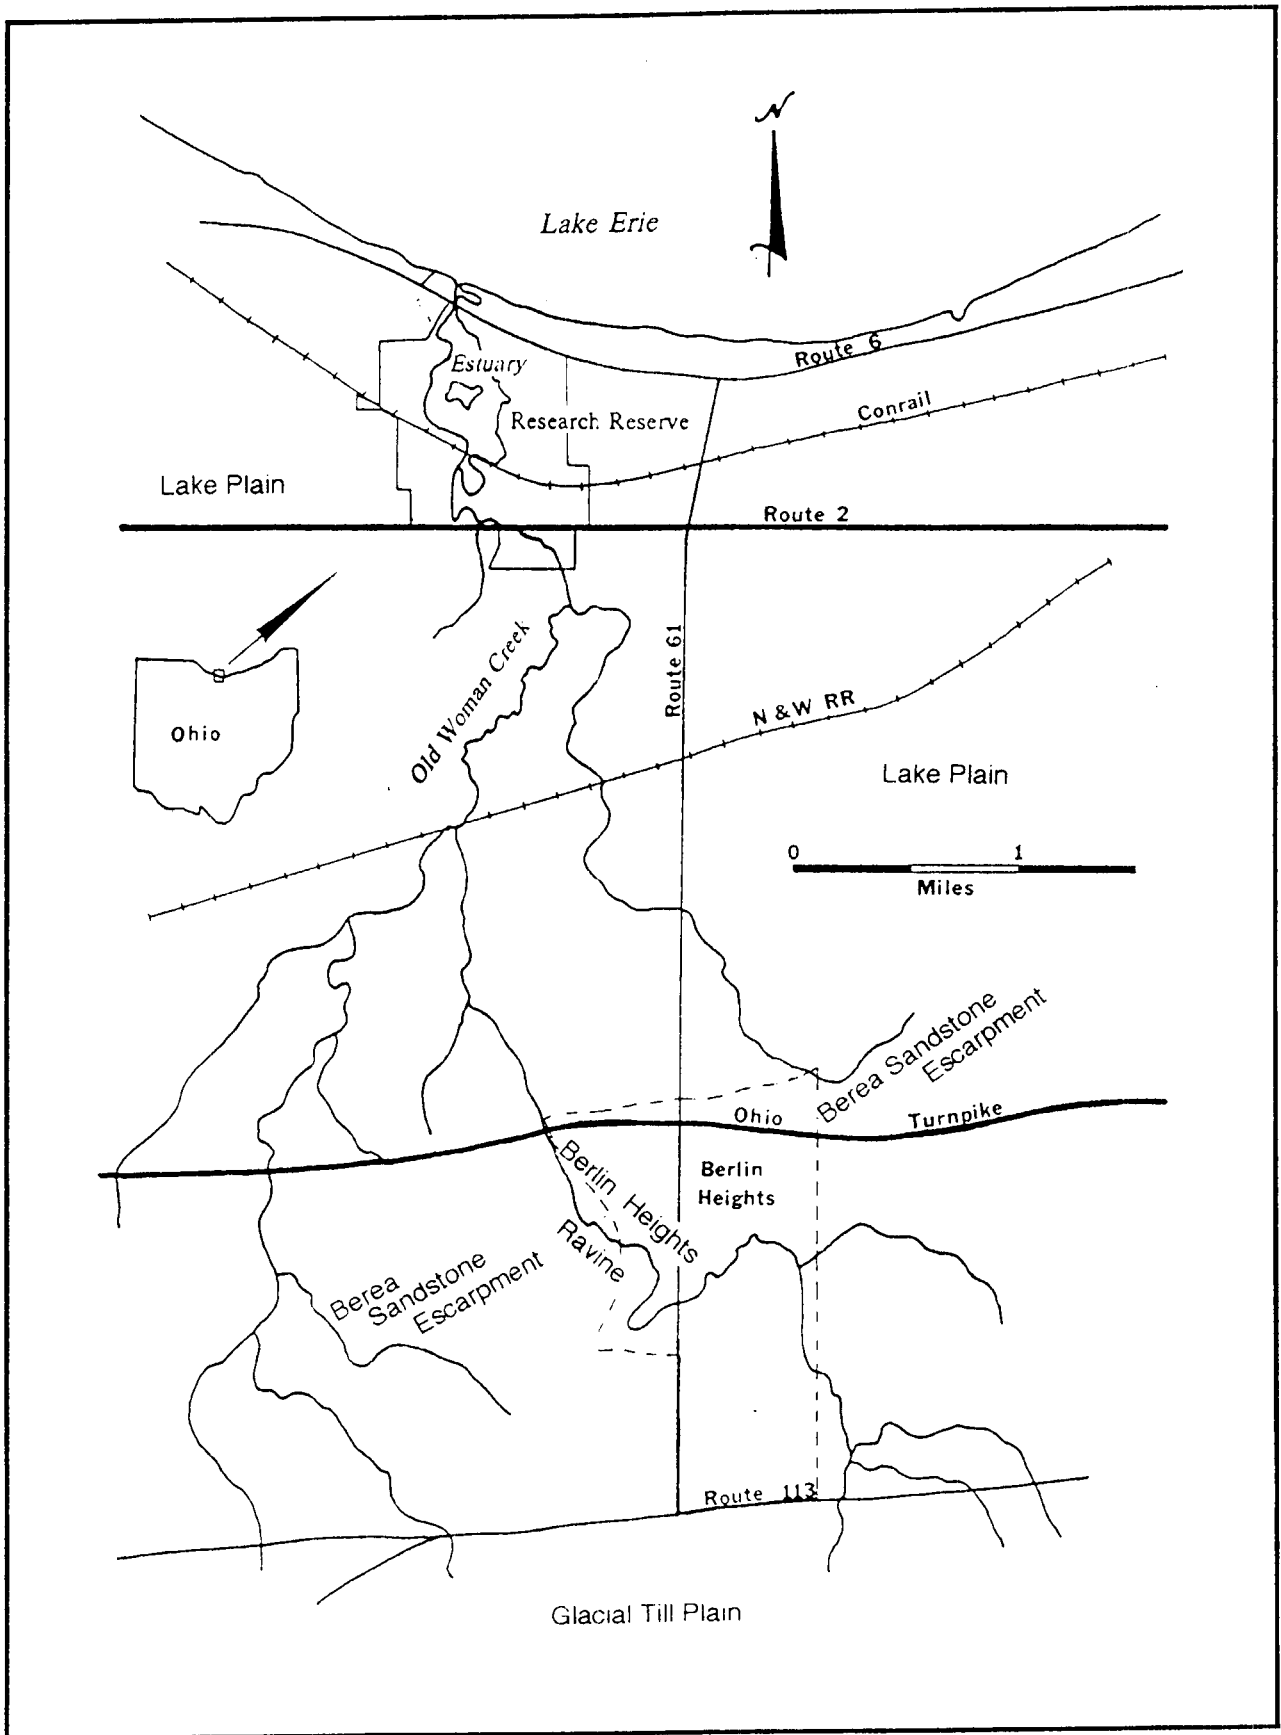 N
Lake Erie
Route 6
Estuary
Conrail
Research Reserve
Lake Plain
Route 2
Old Woman Creek
Route 61
N & W RR
Ohio
Lake Plain
0 1
Miles
Berea Sandstone
Escarpment
Ohio Turnpike
Berlin Heights
Ravine
Berlin
Heights
Berea
Sandstone
Escarpment
Route 113
Glacial Till Plain